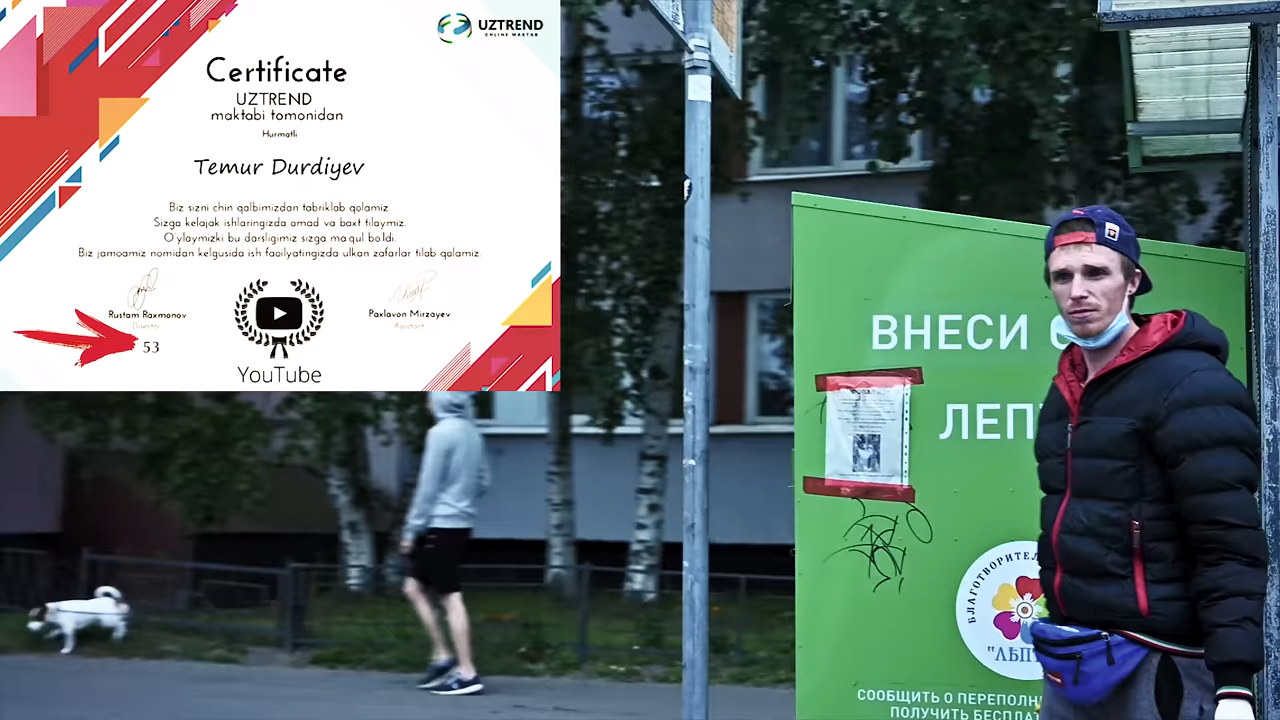 UZTREND
ONLINE MAKTAB
Certificate
UZTREND
maktabi tomonidan
Hurmatli
Temur Durdiyev
Biz sizni chin qalbimizdan tabriklab qolamiz.
Sizga kelajak ishlaringizda omad va baxt tilaymiz.
O'ylaymizki bu darsligimiz sizga ma'qul bo'ldi.
Biz jamoamiz nomidan kelgusida ish faoilyatingizda ulkan zafarlar tilab qolamiz.
Rustam Raxmonov
Director
Paxlavon Mirzayev
Assistant
53
YouTube
ВНЕСИ
ЛЕП
БЛАГОТВОРИТЕЛ
"ЛѢП
СООБЩИТЬ О ПЕРЕПОЛН
ПОЛУЧИТЬ БЕСПЛАТ